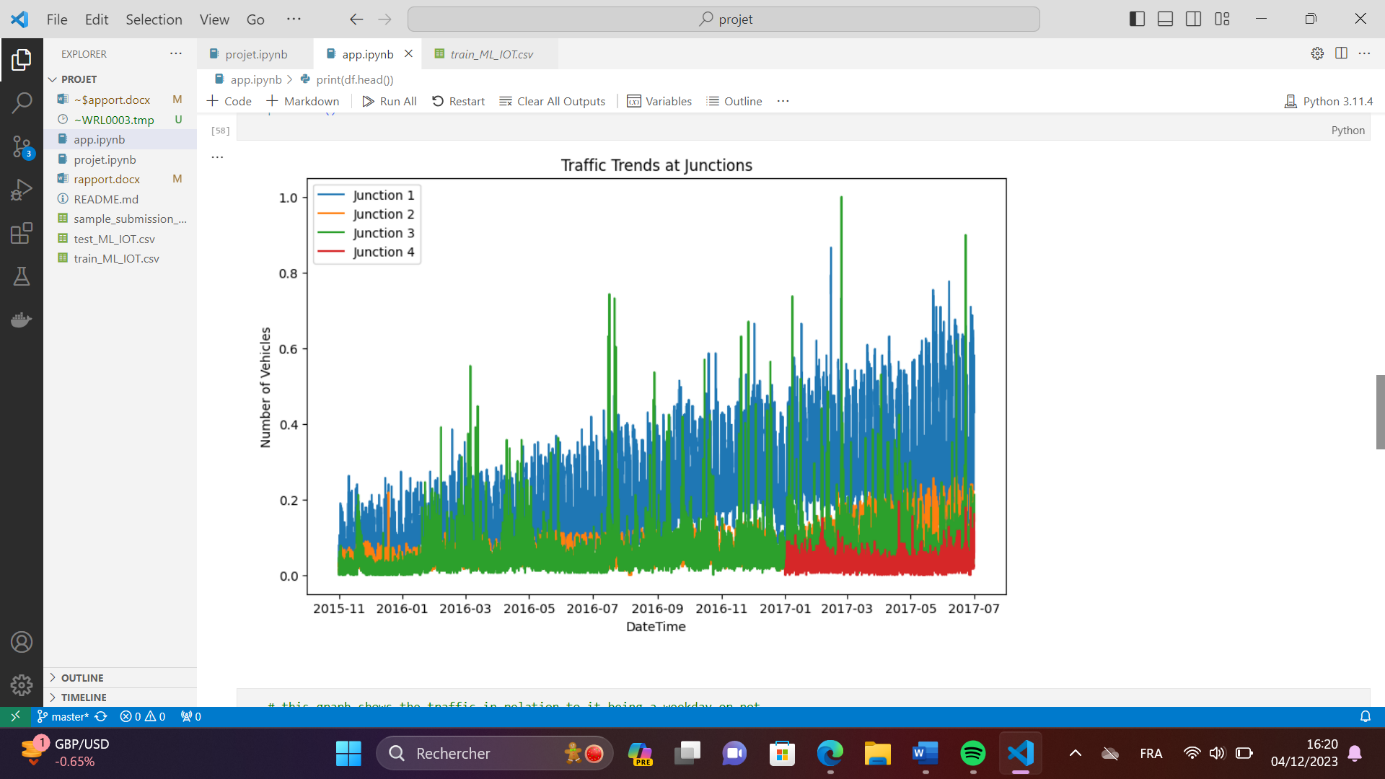 File Edit Selection View Go ···
projet
EXPLORER ···
PROJET
~$apport.docx M
~WRL0003.tmp U
app.ipynb
projet.ipynb
rapport.docx M
README.md
sample_submission_...
test_ML_IOT.csv
train_ML_IOT.csv
OUTLINE
TIMELINE
3
projet.ipynb app.ipynb train_ML_IOT.csv
app.ipynb > print(df.head())
+ Code + Markdown Run All Restart Clear All Outputs Variables Outline ··· Python 3.11.4
[58] Python
Traffic Trends at Junctions
Junction 1
Junction 2
Junction 3
Junction 4
1.0
0.8
0.6
0.4
0.2
0.0
Number of Vehicles
2015-11 2016-01 2016-03 2016-05 2016-07 2016-09 2016-11 2017-01 2017-03 2017-05 2017-07
DateTime
# this graph shows the traffic in relation to it being a weekday or not
master* 0 0 0
1 GBP/USD
-0.65%
Rechercher
PRE
FRA
16:20
04/12/2023